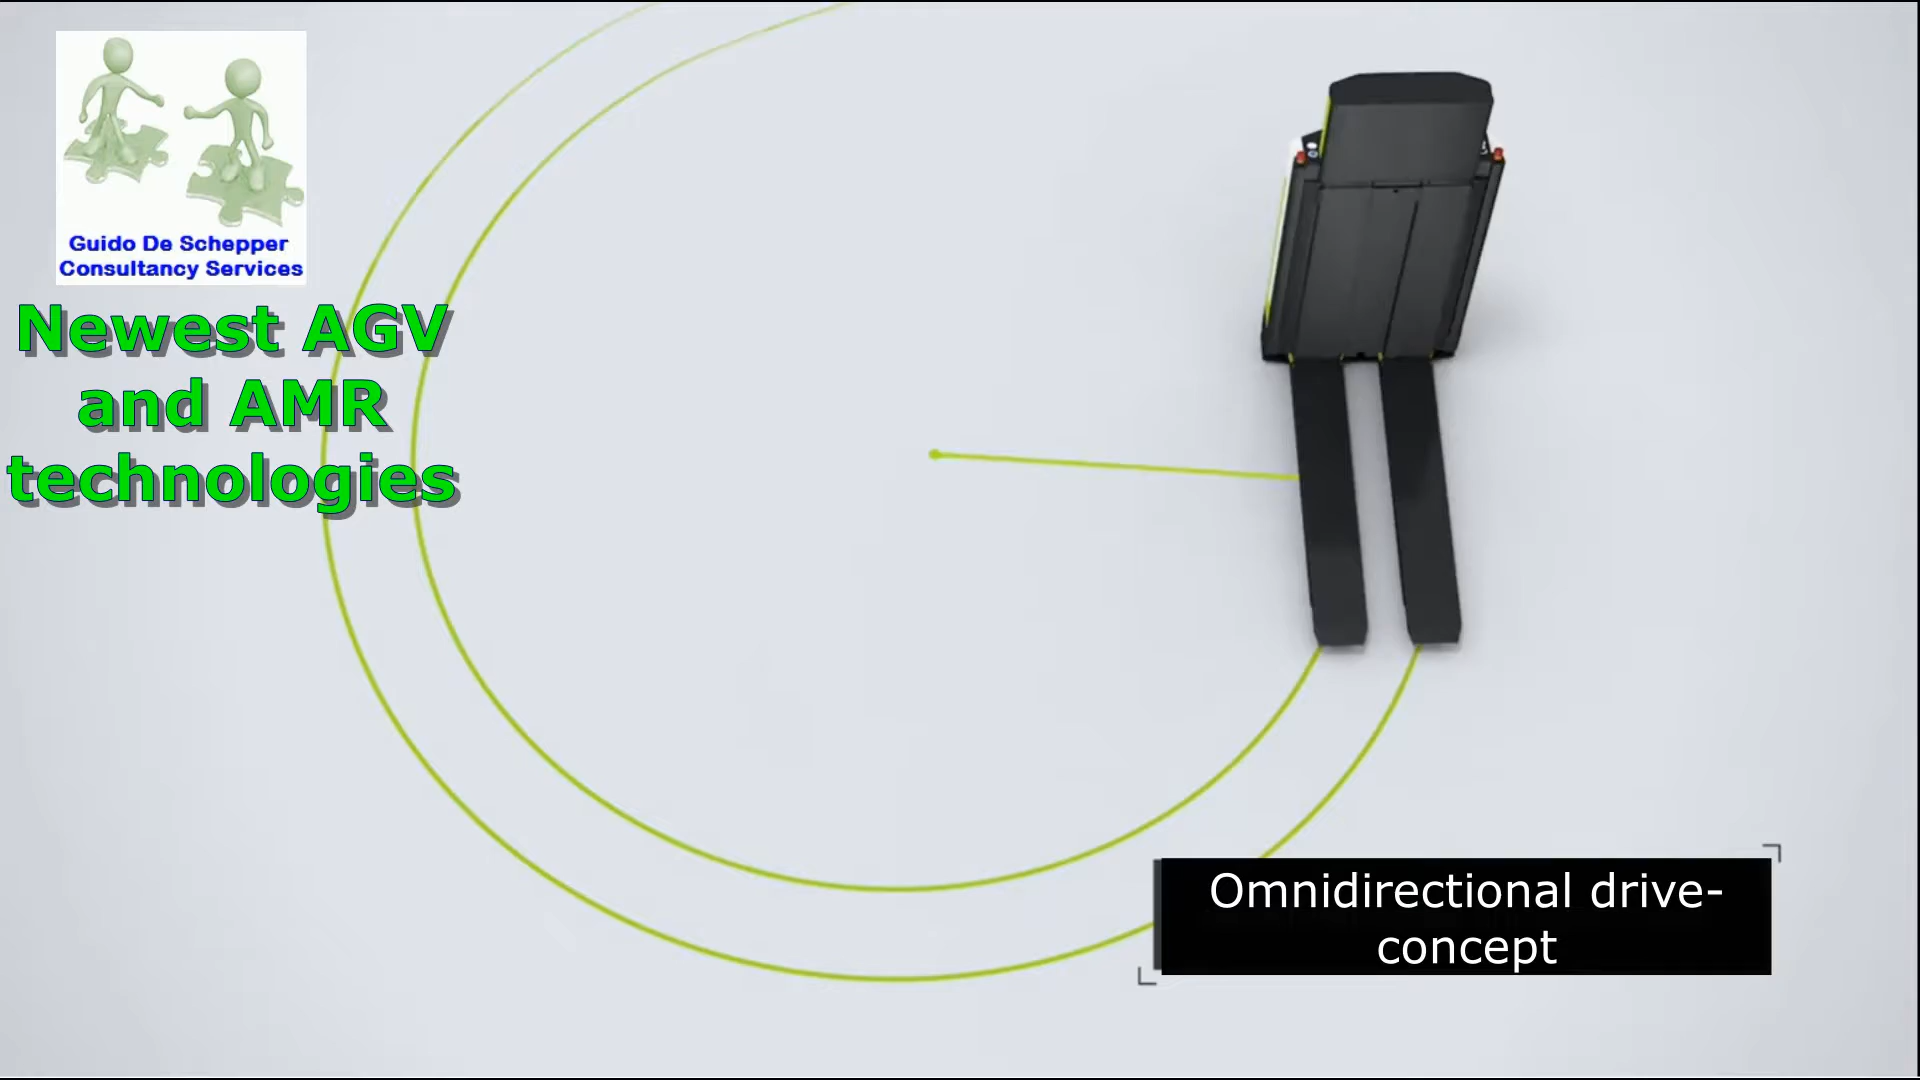 Guido De Schepper
Consultancy Services
Newest AGV
and AMR
technologies
Omnidirectional drive-
concept